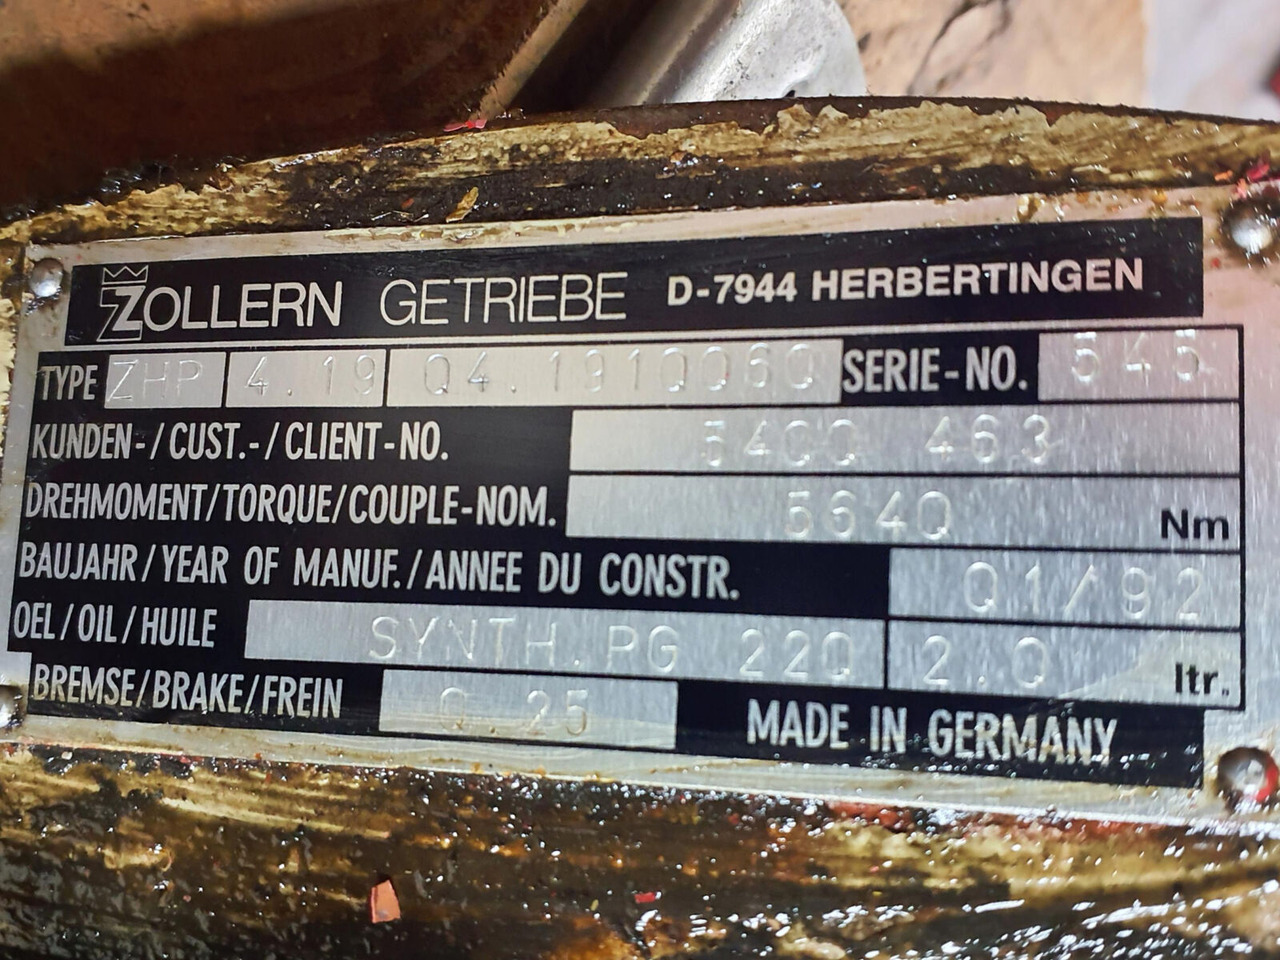 ZOLLERN GETRIEBE D-7944 HERBERTINGEN
TYPE ZHP 4.19 04.1910060 SERIE-NO. 545
KUNDEN-/CUST.-/CLIENT-NO. 5400 463
DREHMOMENT/TORQUE/COUPLE-NOM. 5640 Nm
BAUJAHR/YEAR OF MANUF./ANNEE DU CONSTR. 01/92
OEL/OIL/HUILE SYNTH.PG 220 2.0 ltr.
BREMSE/BRAKE/FREIN 0.25 MADE IN GERMANY